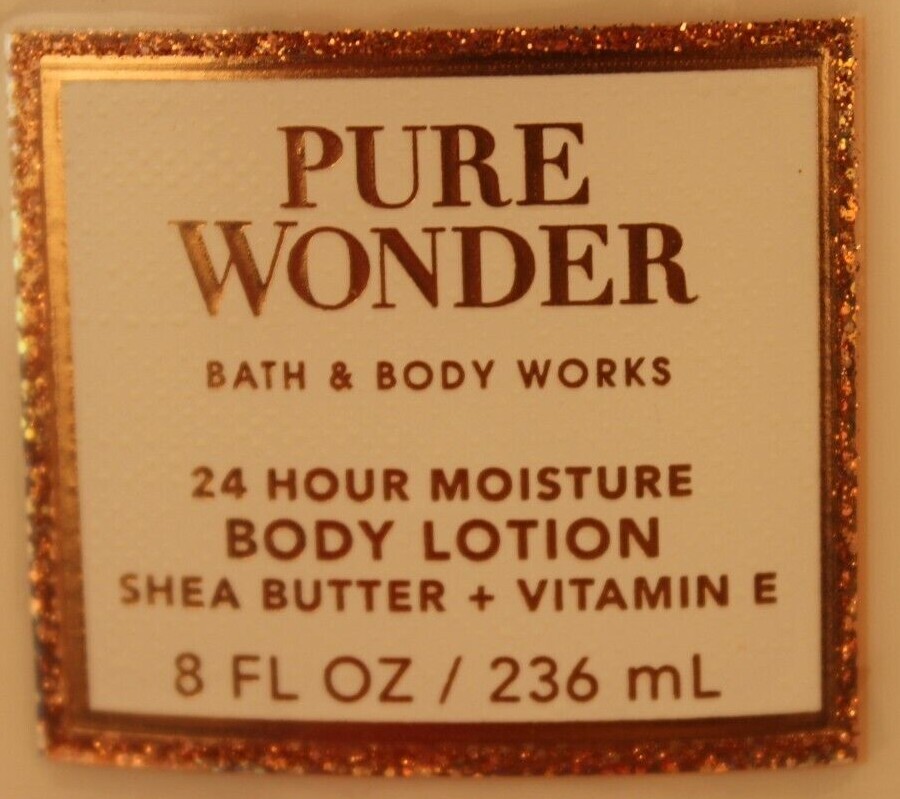 PURE
WONDER
BATH & BODY WORKS
24 HOUR MOISTURE
BODY LOTION
SHEA BUTTER + VITAMIN E
8 FL OZ / 236 mL